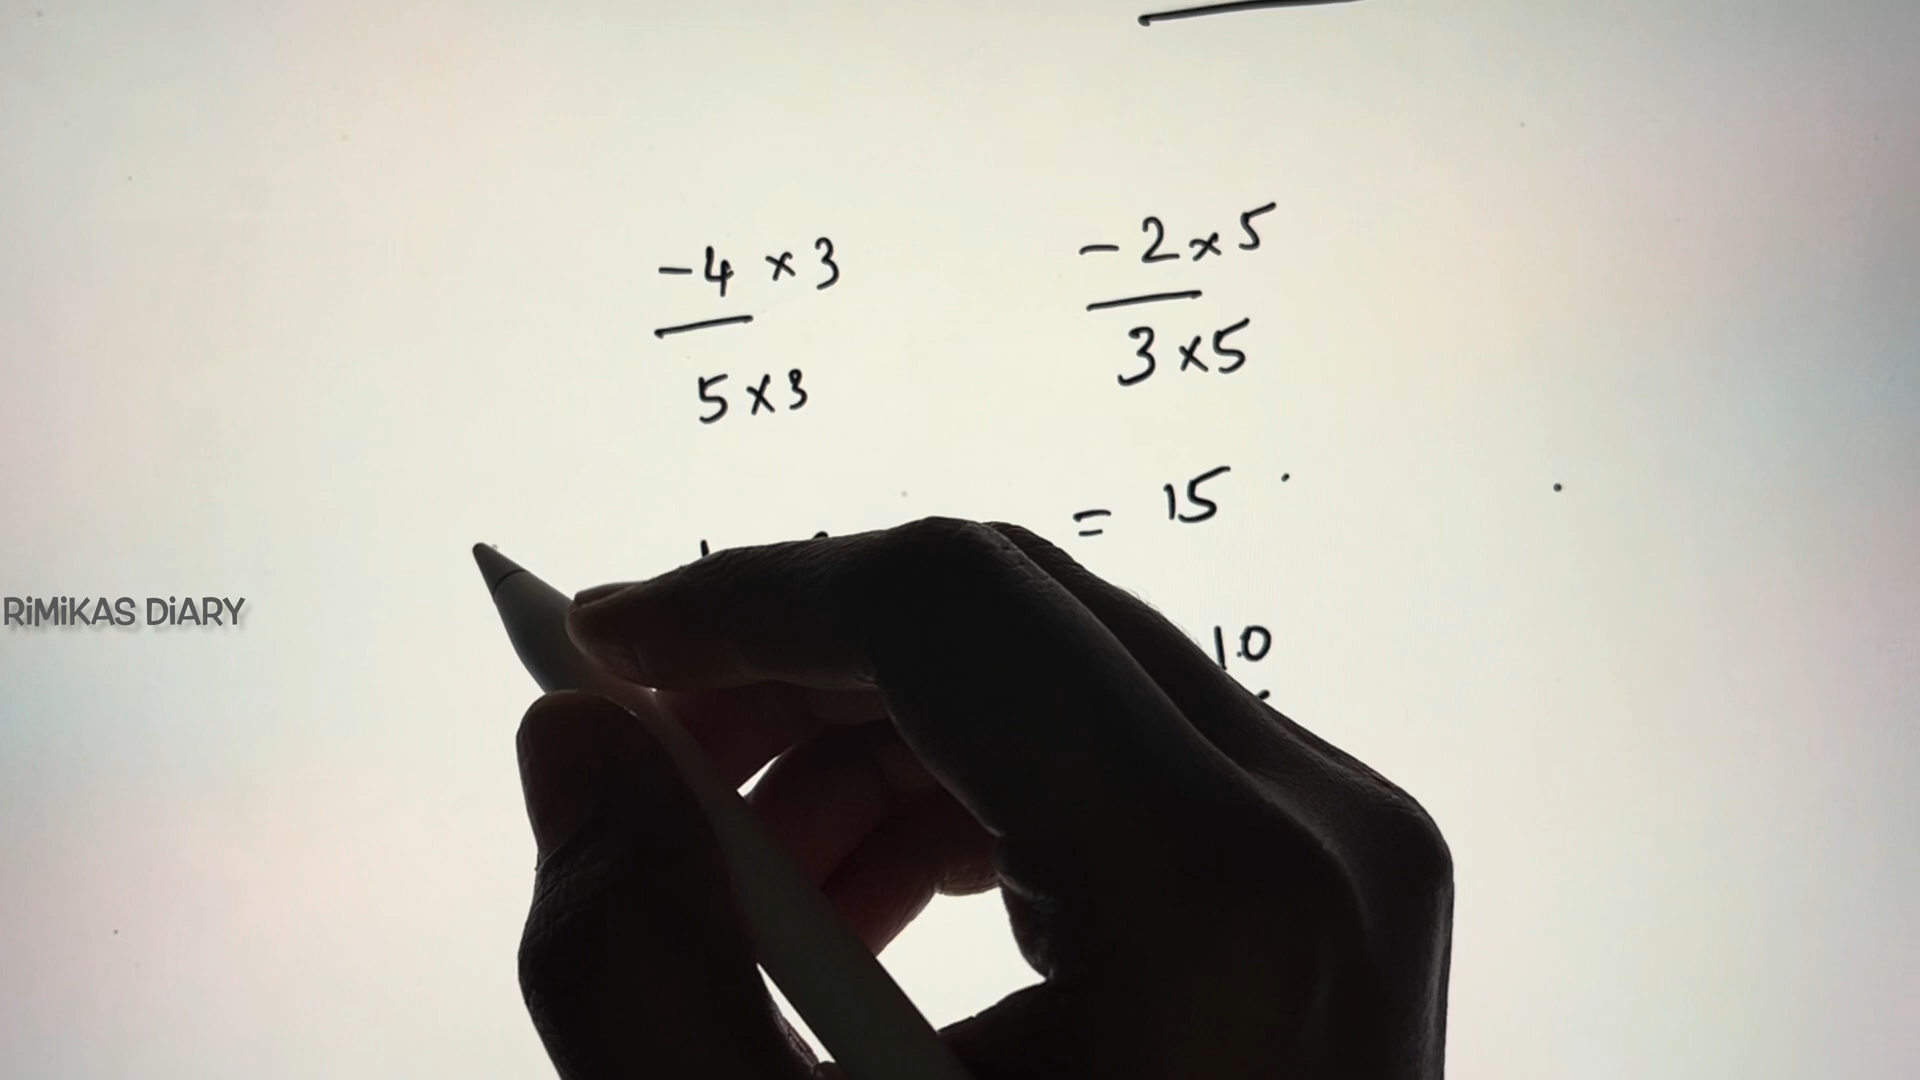 -4 × 3
5 × 3
-2 × 5
3 × 5
= 15
10
RiMiKAS DiARY